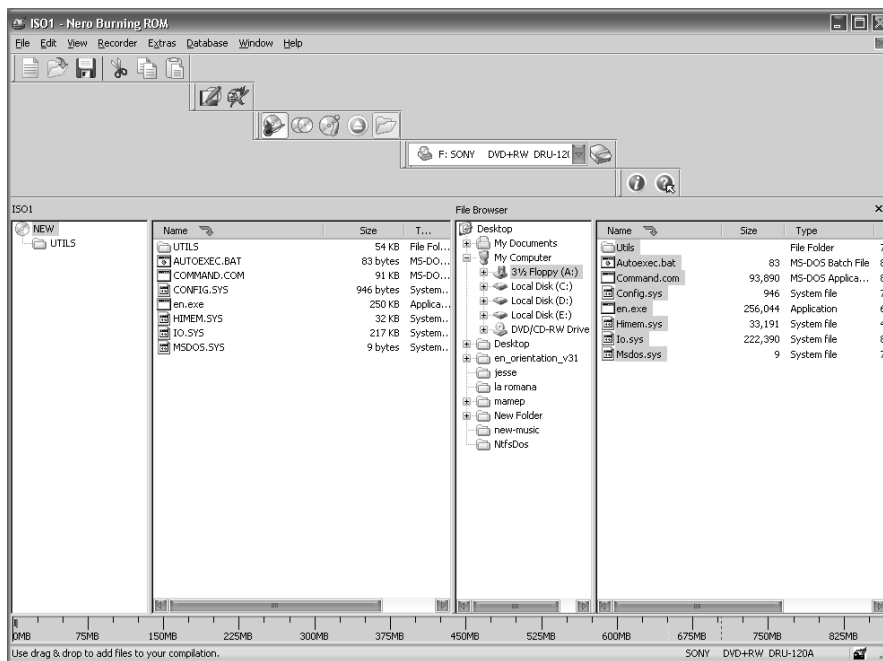 ISO1 - Nero Burning ROM
File Edit View Recorder Extras Database Window Help
F: SONY DVD+RW DRU-12(
ISO1
NEW
UTILS
Name Size T...
UTILS 54 KB File Fol...
AUTOEXEC.BAT 83 bytes MS-DO...
COMMAND.COM 91 KB MS-DO...
CONFIG.SYS 946 bytes System...
en.exe 250 KB Applica...
HIMEM.SYS 32 KB System...
IO.SYS 217 KB System...
MSDOS.SYS 9 bytes System...
File Browser
Desktop
My Documents
My Computer
3½ Floppy (A:)
Local Disk (C:)
Local Disk (D:)
Local Disk (E:)
DVD/CD-RW Drive
Desktop
en_orientation_v31
jesse
la romana
mamep
New Folder
new-music
NtfsDos
Name Size Type
Utils File Folder 7
Autoexec.bat 83 MS-DOS Batch File 8
Command.com 93,890 MS-DOS Applica... 8
Config.sys 946 System file 7
en.exe 256,044 Application 6
Himem.sys 33,191 System file 4
Io.sys 222,390 System file 8
Msdos.sys 9 System file 7
0MB 75MB 150MB 225MB 300MB 375MB 450MB 525MB 600MB 675MB 750MB 825MB
Use drag & drop to add files to your compilation. SONY DVD+RW DRU-120A